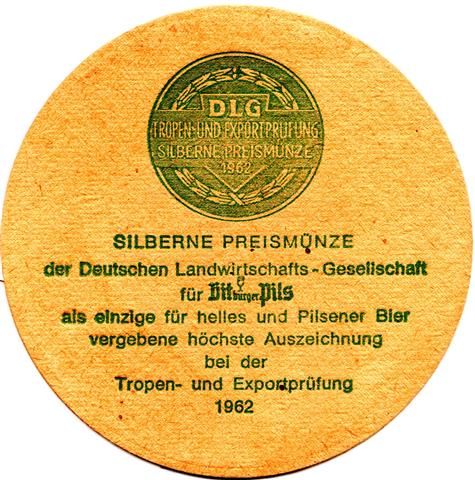 DLG
TROPEN-UND EXPORTPRÜFUNG
SILBERNE PREISMÜNZE
1962
SILBERNE PREISMÜNZE
der Deutschen Landwirtschafts-Gesellschaft
für Bitburger Pils
als einzige für helles und Pilsener Bier
vergebene höchste Auszeichnung
bei der
Tropen- und Exportprüfung
1962